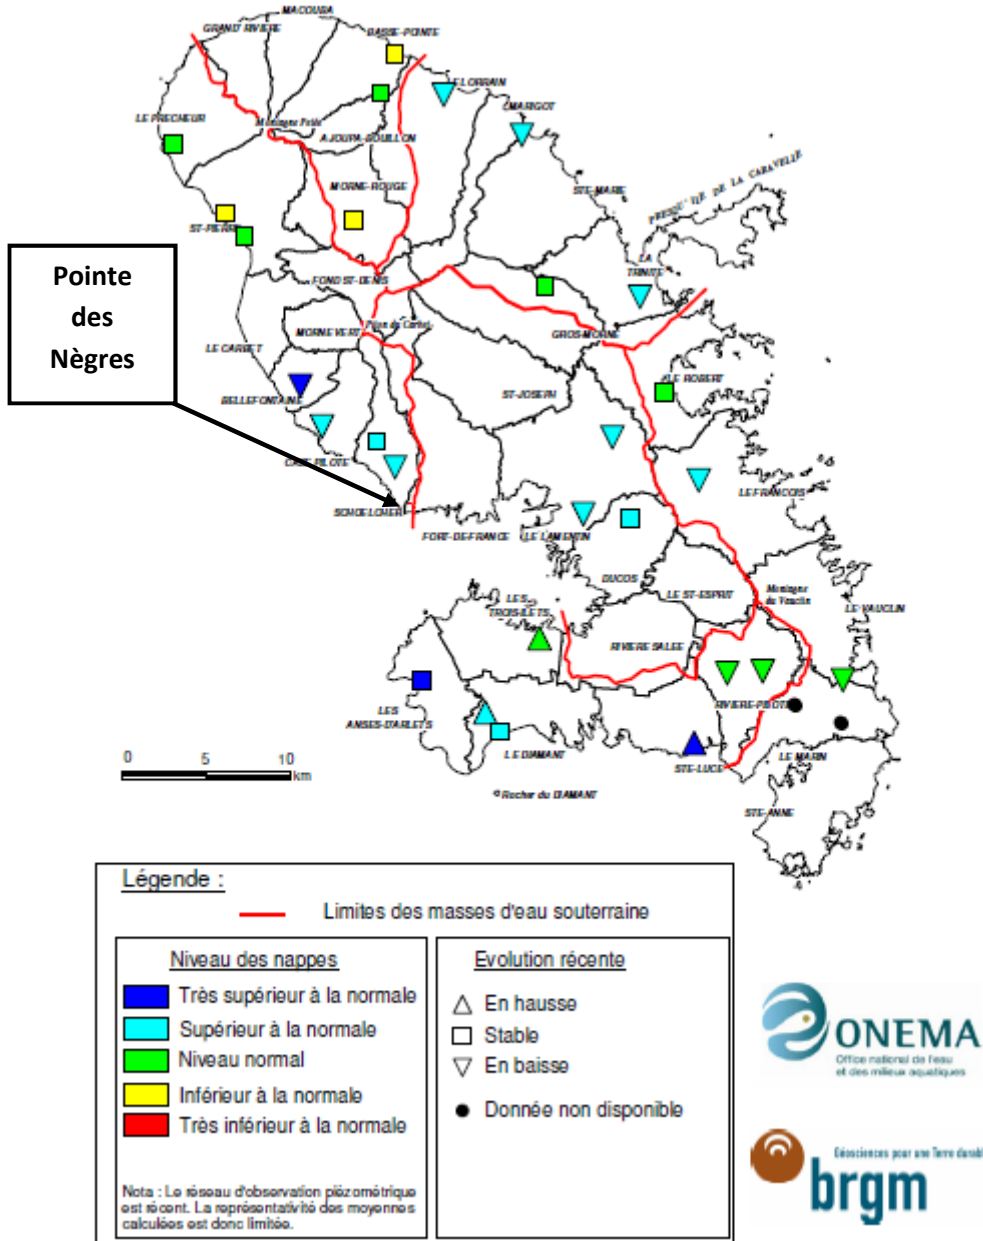 MACOUBA
GRAND' RIVIERE
BASSE-POINTE
LE LORRAIN
LE PRECHEUR
Montagne Pelée
MARIGOT
AJOUPA-BOUILLON
MORNE-ROUGE
STE-MARIE
PRESQU' ILE DE LA CARAVELLE
ST-PIERRE
Pointe
des
Nègres
FOND ST-DENIS
LA
TRINITE
MORNE VERT
Piton du Carbet
GROS-MORNE
LE CARBET
LE ROBERT
BELLEFONTAINE
ST-JOSEPH
CASE-PILOTE
LE FRANCOIS
SCHOELCHER
FORT-DE-FRANCE
LE LAMENTIN
DUCOS
LE ST-ESPRIT
Montagne
du Vauclin
LES
TROIS-ILETS
LE VAUCLIN
RIVIERE SALEE
RIVIERE-PILOTE
LES
ANSES-D'ARLETS
LE DIAMANT
STE-LUCE
LE MARIN
0 5 10
km
Rocher du DIAMANT
STE-ANNE
Légende :
Limites des masses d'eau souterraine
Niveau des nappes
Très supérieur à la normale
Supérieur à la normale
Niveau normal
Inférieur à la normale
Très inférieur à la normale
Nota : Le réseau d'observation piézométrique
est récent. La représentativité des moyennes
calculées est donc limitée.
Evolution récente
En hausse
Stable
En baisse
Donnée non disponible
ONEMA
Office national de l'eau
et des milieux aquatiques
Géosciences pour une Terre durable
brgm